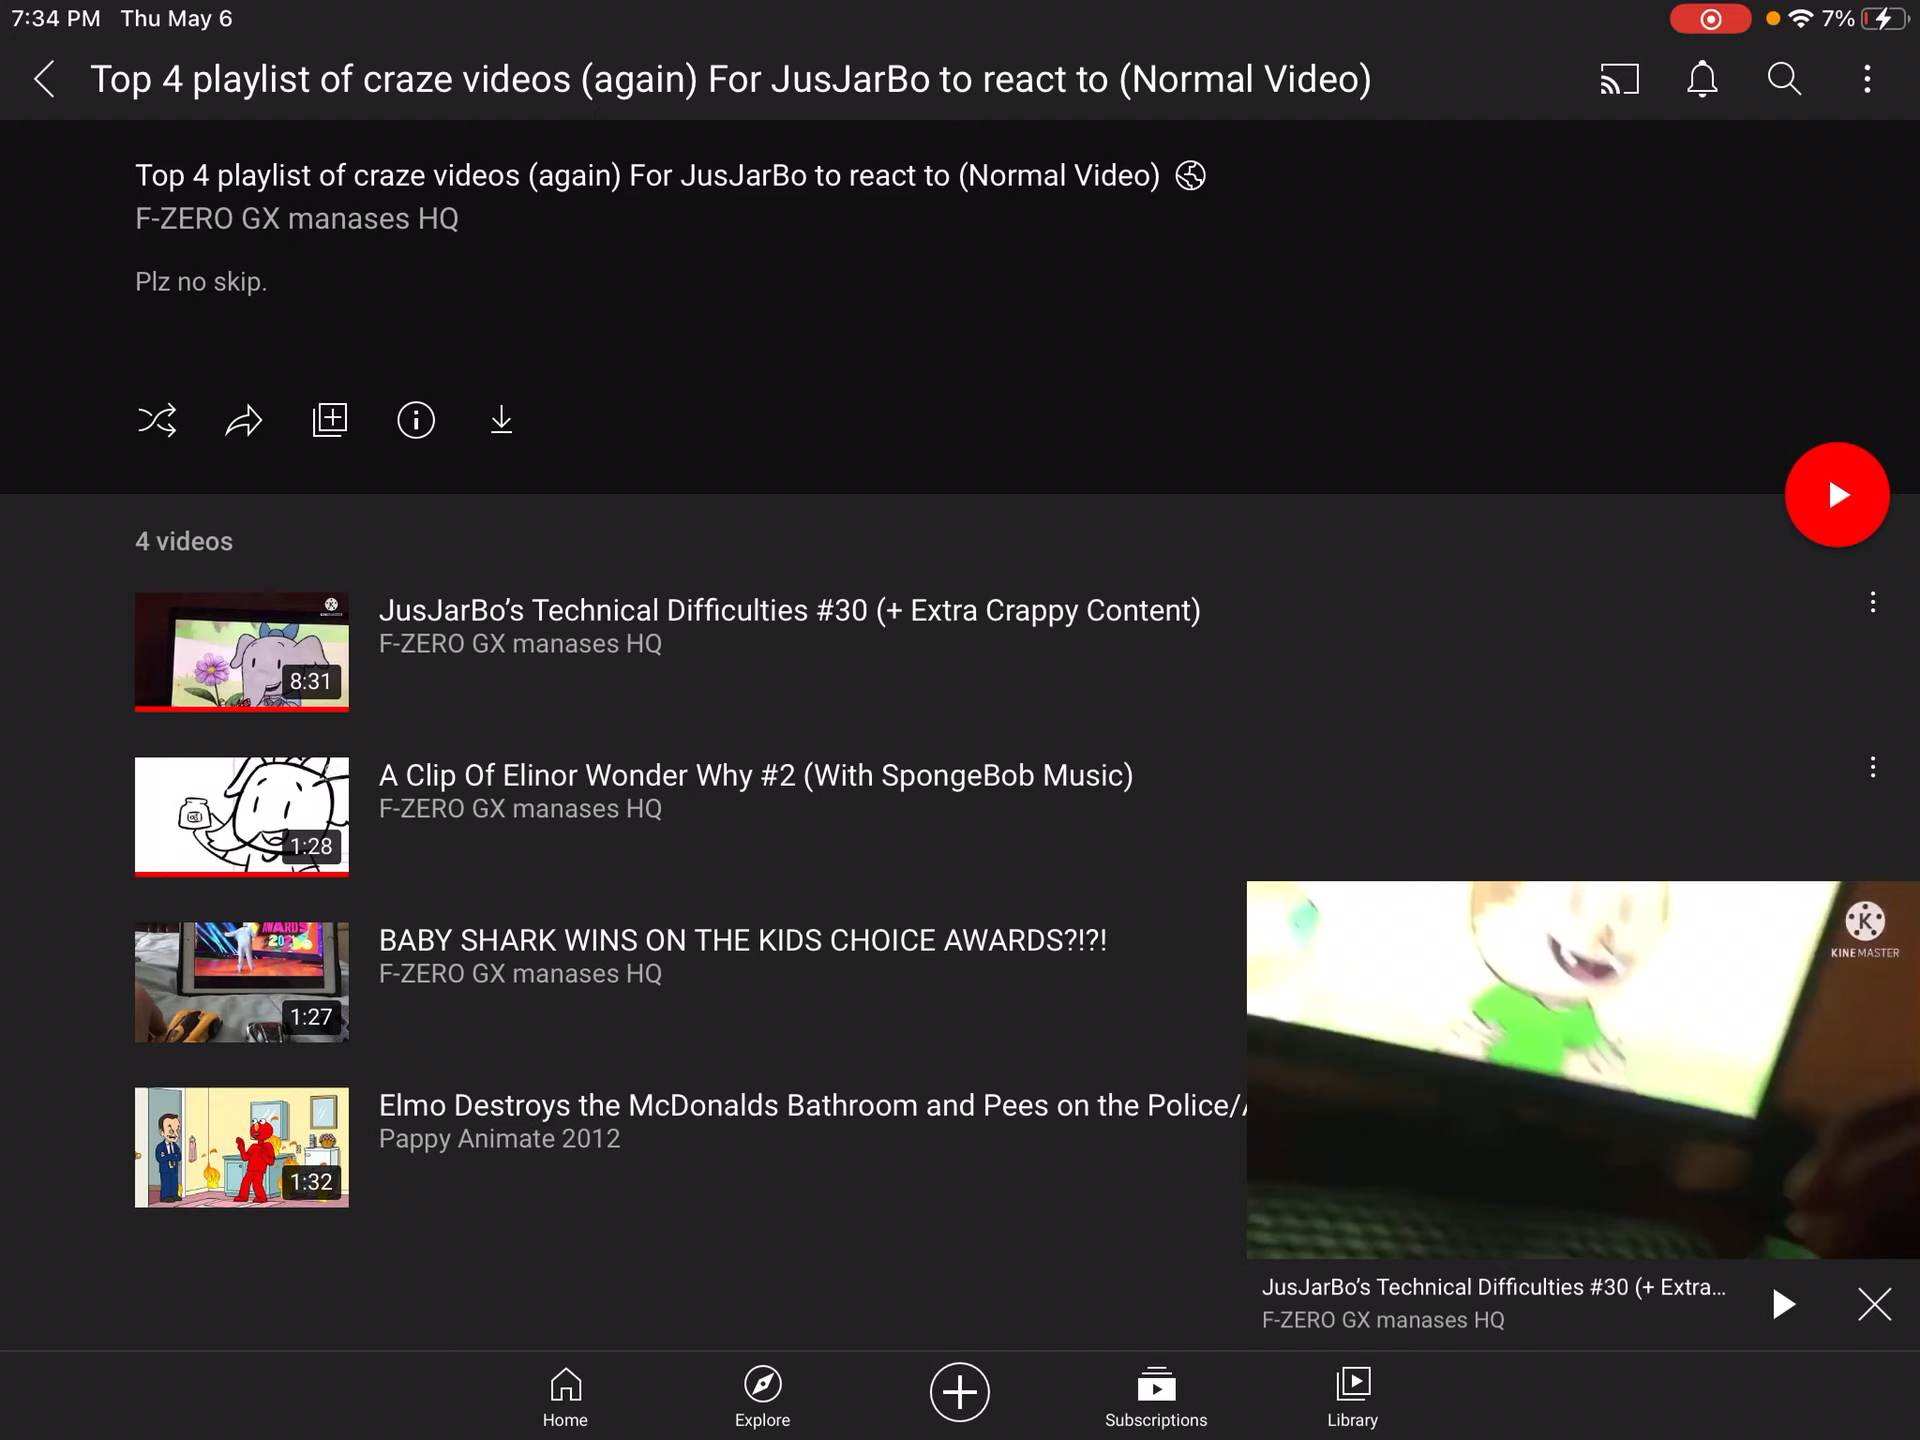 7:34 PM Thu May 6
7%
Top 4 playlist of craze videos (again) For JusJarBo to react to (Normal Video)
Top 4 playlist of craze videos (again) For JusJarBo to react to (Normal Video)
F-ZERO GX manases HQ
Plz no skip.
4 videos
JusJarBo’s Technical Difficulties #30 (+ Extra Crappy Content)
F-ZERO GX manases HQ
8:31
A Clip Of Elinor Wonder Why #2 (With SpongeBob Music)
F-ZERO GX manases HQ
1:28
BABY SHARK WINS ON THE KIDS CHOICE AWARDS?!?!
F-ZERO GX manases HQ
AWARDS
1:27
Elmo Destroys the McDonalds Bathroom and Pees on the Police/
Pappy Animate 2012
1:32
K
KINEMASTER
JusJarBo’s Technical Difficulties #30 (+ Extra...
F-ZERO GX manases HQ
Home
Explore
Subscriptions
Library